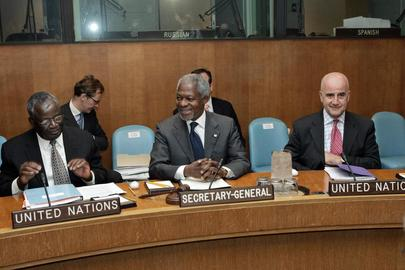 RUSSIAN
SPANISH
UNITED NATIONS
SECRETARY-GENERAL
UNITED NATIO